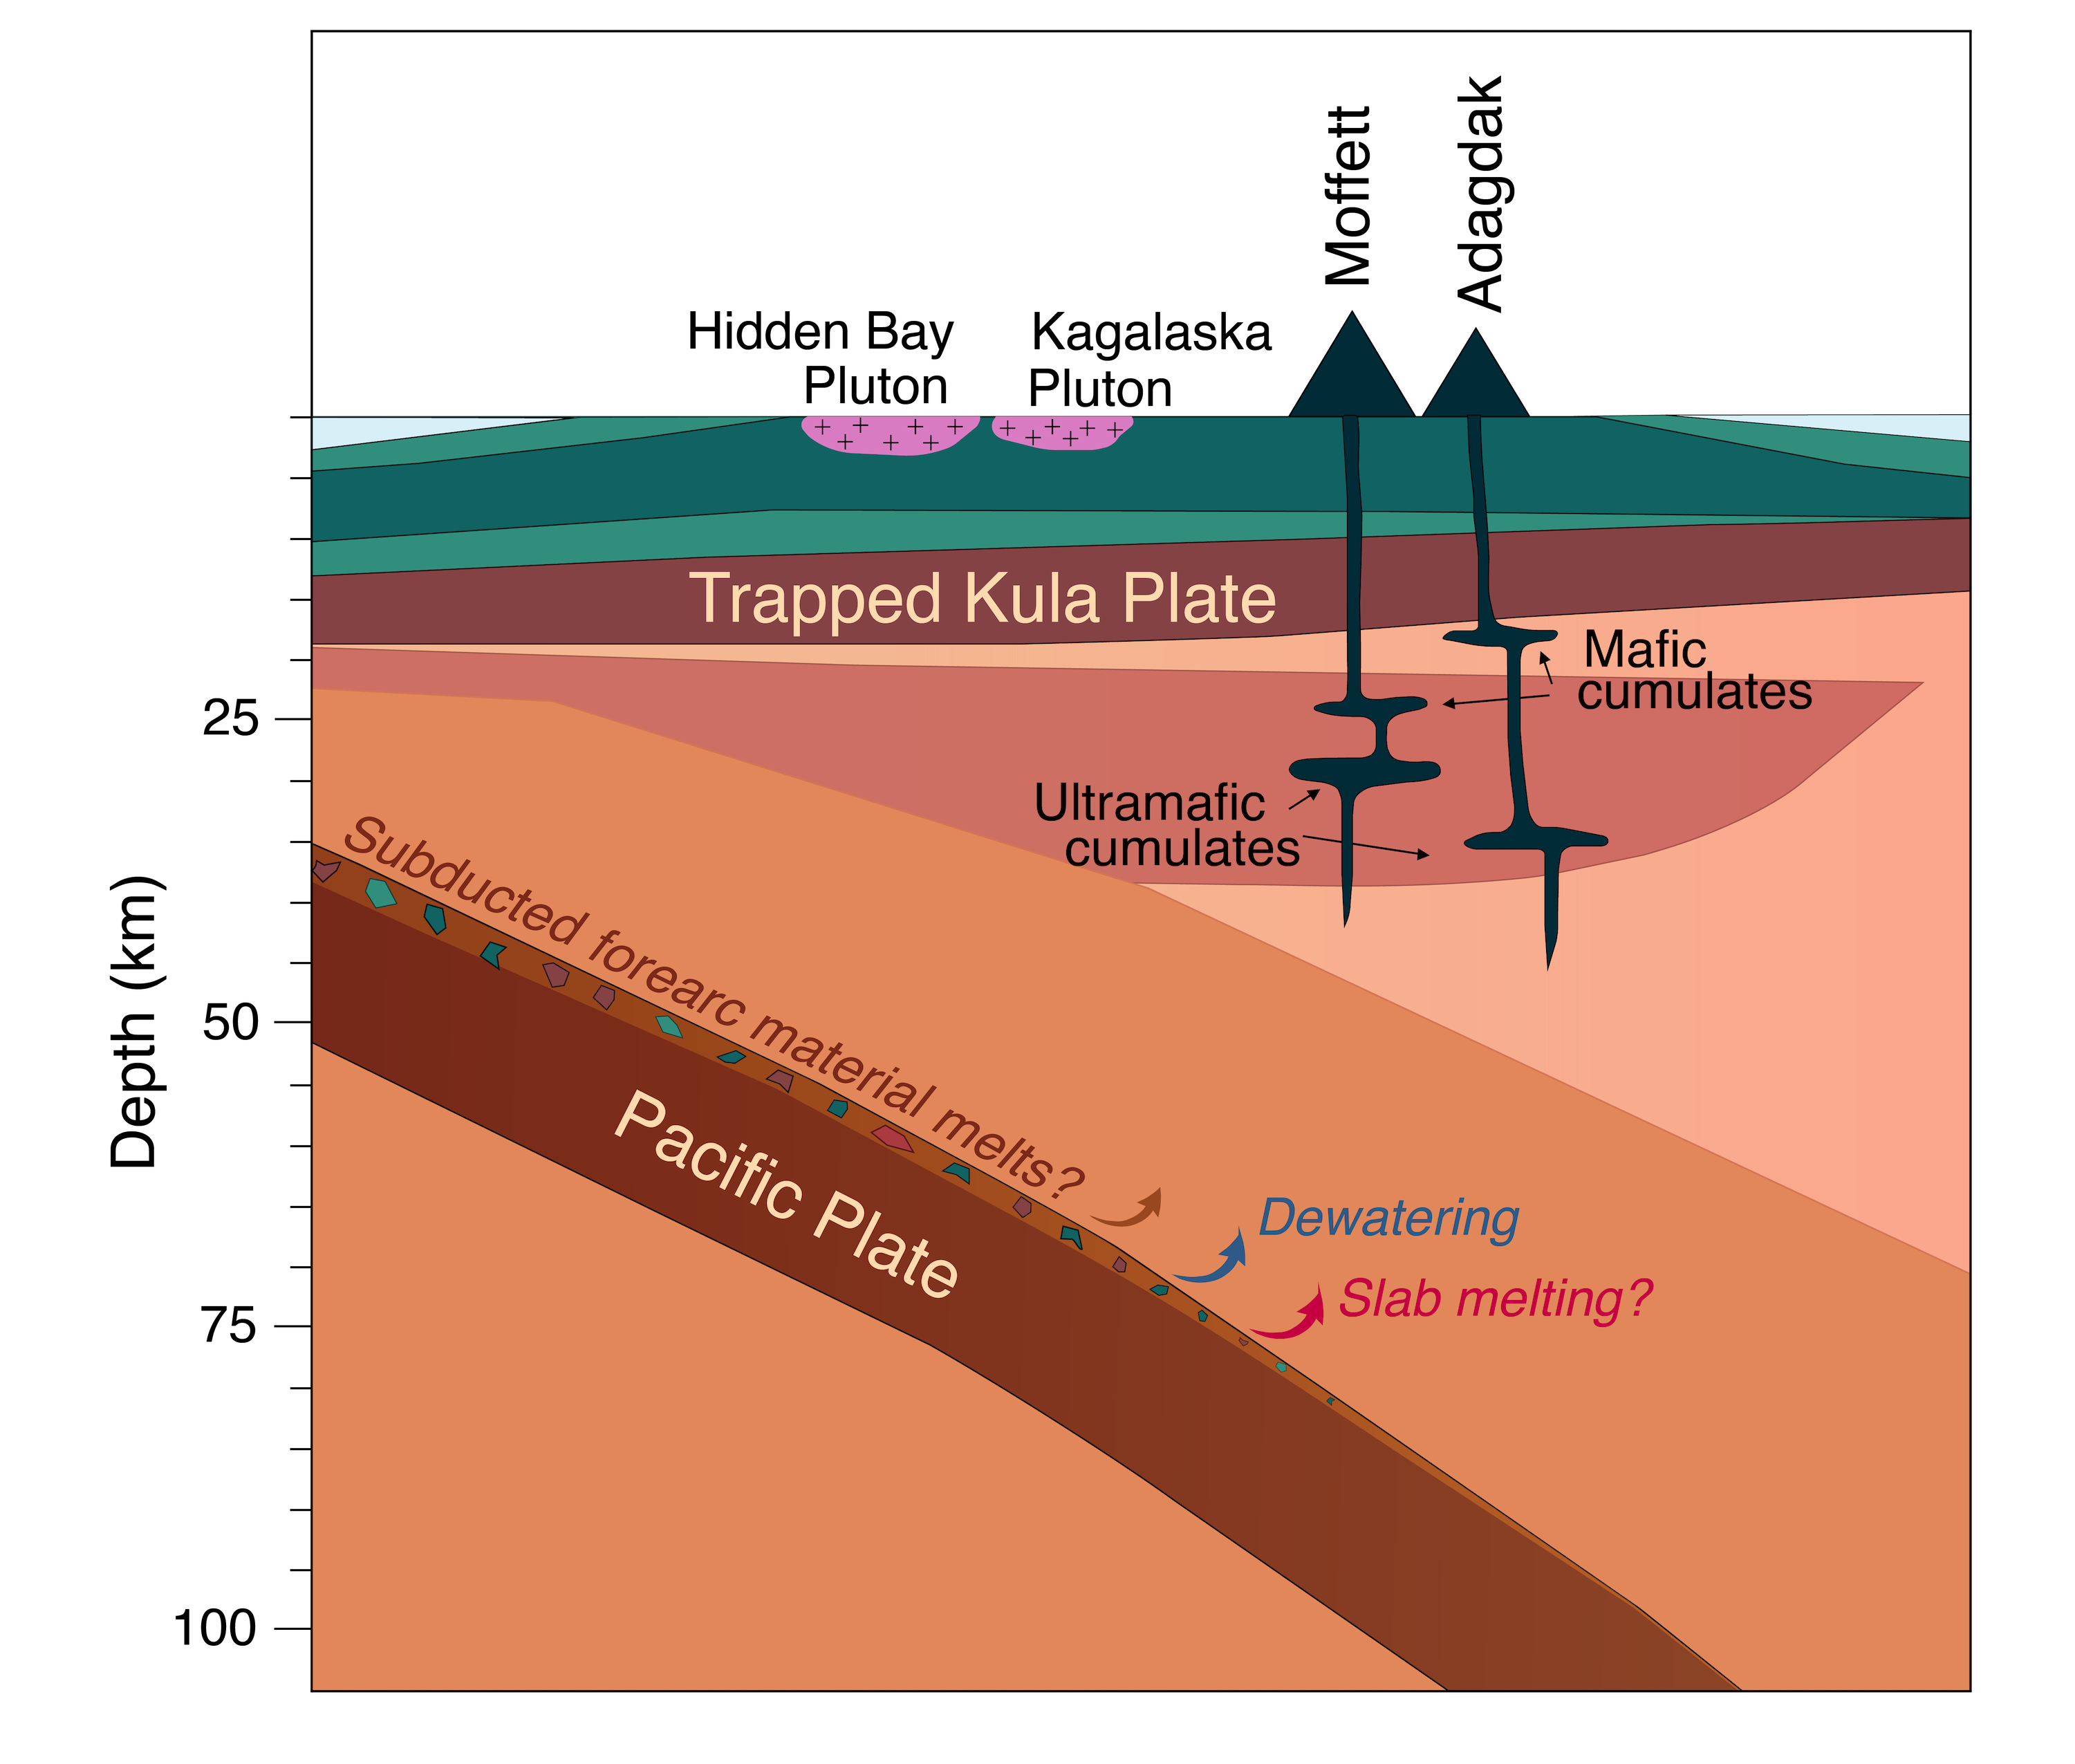 Moffett
Adagdak
Hidden Bay
Pluton
Kagalaska
Pluton
Trapped Kula Plate
Mafic
cumulates
Ultramafic
cumulates
Depth (km)
25
50
75
100
Subducted forearc material melts?
Pacific Plate
Dewatering
Slab melting?